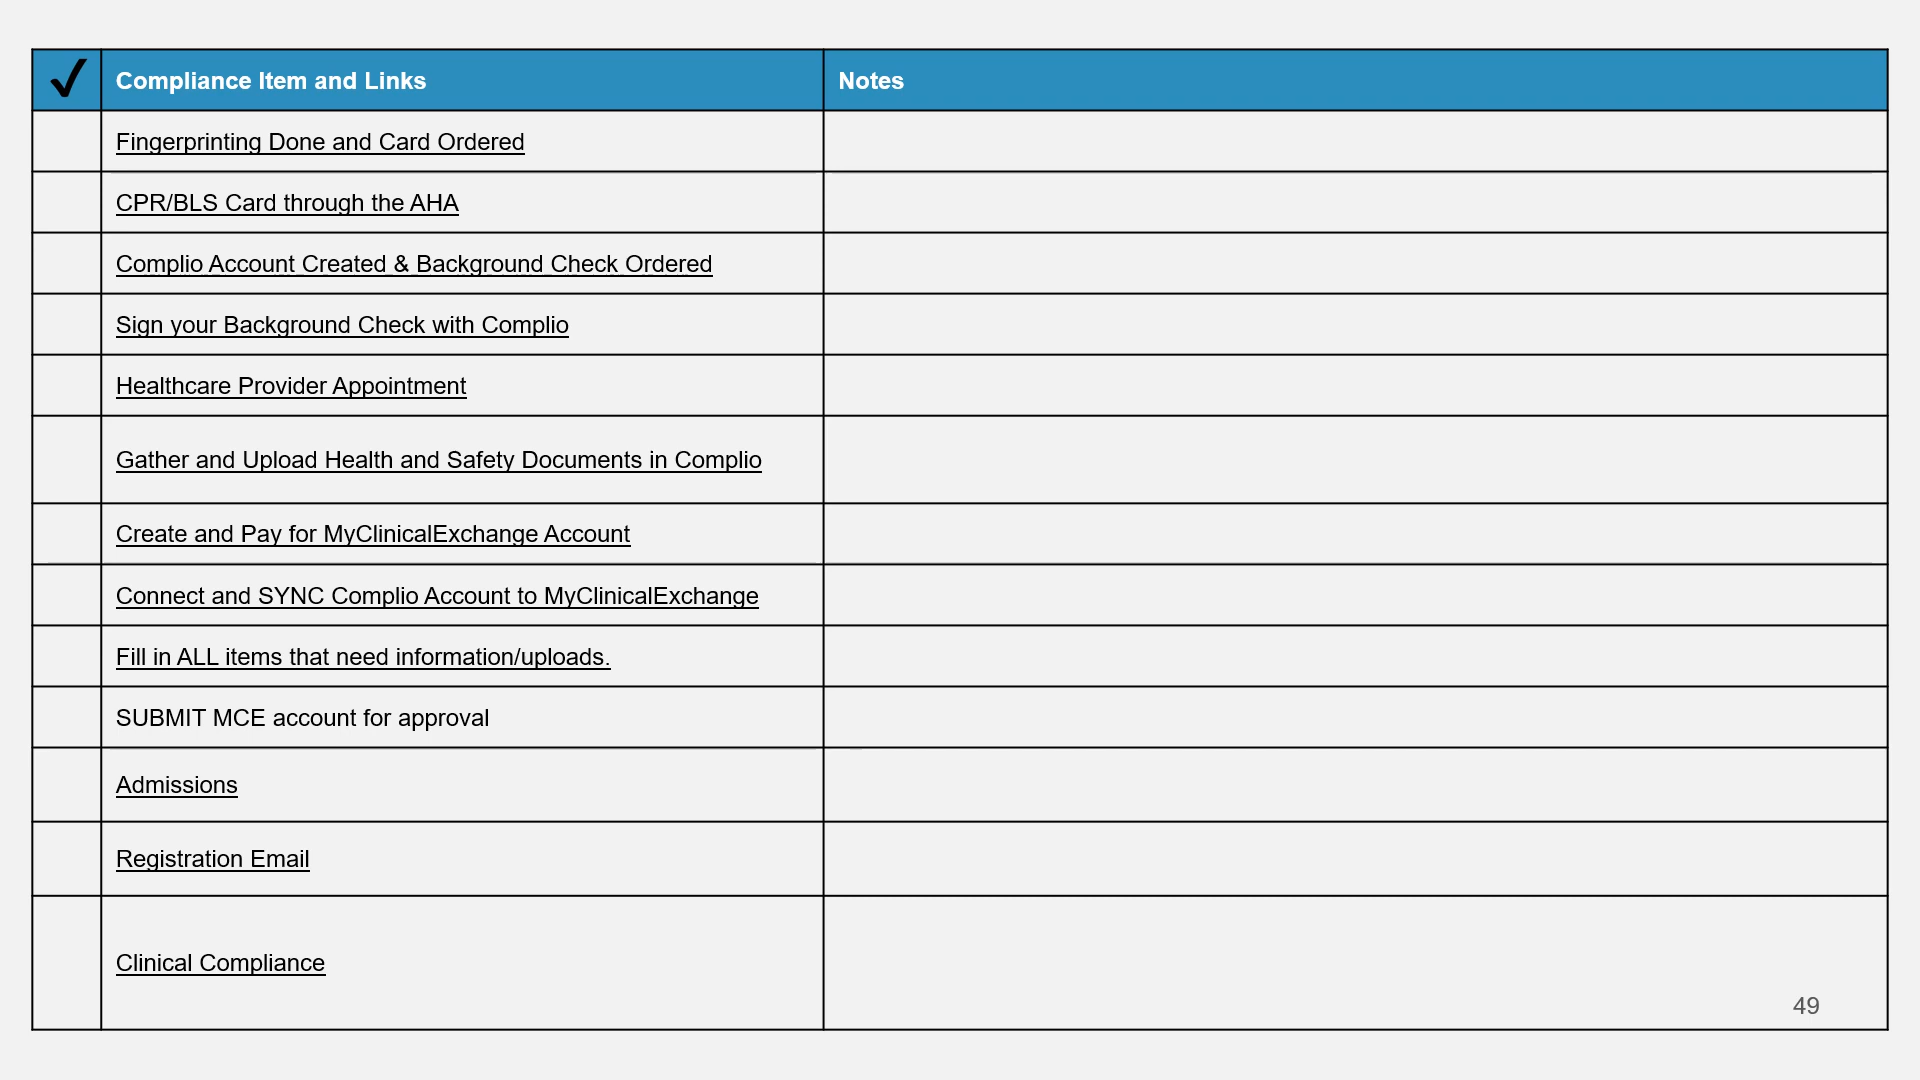 ✓ Compliance Item and Links Notes
Fingerprinting Done and Card Ordered
CPR/BLS Card through the AHA
Complio Account Created & Background Check Ordered
Sign your Background Check with Complio
Healthcare Provider Appointment
Gather and Upload Health and Safety Documents in Complio
Create and Pay for MyClinicalExchange Account
Connect and SYNC Complio Account to MyClinicalExchange
Fill in ALL items that need information/uploads.
SUBMIT MCE account for approval
Admissions
Registration Email
Clinical Compliance
49